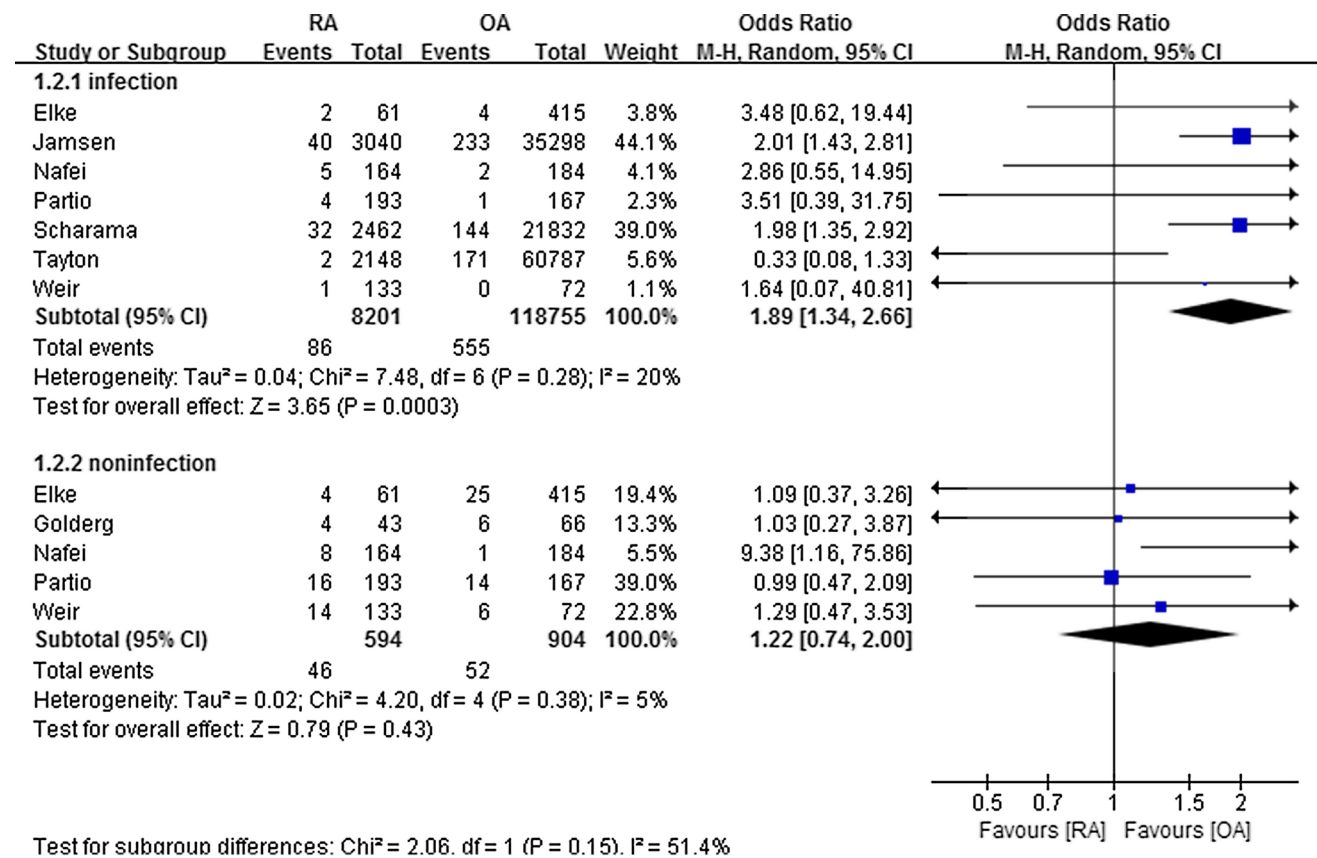 RA OA Odds Ratio Odds Ratio
Study or Subgroup Events Total Events Total Weight M-H, Random, 95% CI M-H, Random, 95% CI
1.2.1 infection
Elke 2 61 4 415 3.8% 3.48 [0.62, 19.44]
Jamsen 40 3040 233 35298 44.1% 2.01 [1.43, 2.81]
Nafei 5 164 2 184 4.1% 2.86 [0.55, 14.95]
Partio 4 193 1 167 2.3% 3.51 [0.39, 31.75]
Scharama 32 2462 144 21832 39.0% 1.98 [1.35, 2.92]
Tayton 2 2148 171 60787 5.6% 0.33 [0.08, 1.33]
Weir 1 133 0 72 1.1% 1.64 [0.07, 40.81]
Subtotal (95% CI) 8201 118755 100.0% 1.89 [1.34, 2.66]
Total events 86 555
Heterogeneity: Tau² = 0.04; Chi² = 7.48, df = 6 (P = 0.28); I² = 20%
Test for overall effect: Z = 3.65 (P = 0.0003)
1.2.2 noninfection
Elke 4 61 25 415 19.4% 1.09 [0.37, 3.26]
Golderg 4 43 6 66 13.3% 1.03 [0.27, 3.87]
Nafei 8 164 1 184 5.5% 9.38 [1.16, 75.86]
Partio 16 193 14 167 39.0% 0.99 [0.47, 2.09]
Weir 14 133 6 72 22.8% 1.29 [0.47, 3.53]
Subtotal (95% CI) 594 904 100.0% 1.22 [0.74, 2.00]
Total events 46 52
Heterogeneity: Tau² = 0.02; Chi² = 4.20, df = 4 (P = 0.38); I² = 5%
Test for overall effect: Z = 0.79 (P = 0.43)
0.5 0.7 1 1.5 2
Favours [RA] Favours [OA]
Test for subgroup differences: Chi² = 2.06, df = 1 (P = 0.15), I² = 51.4%